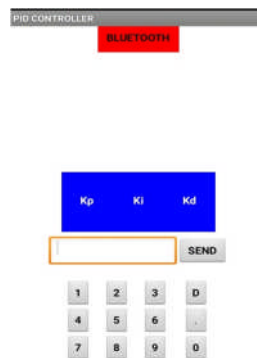 PID CONTROLLER
BLUETOOTH
Kp Ki Kd
SEND
1 2 3 D
4 5 6 .
7 8 9 0